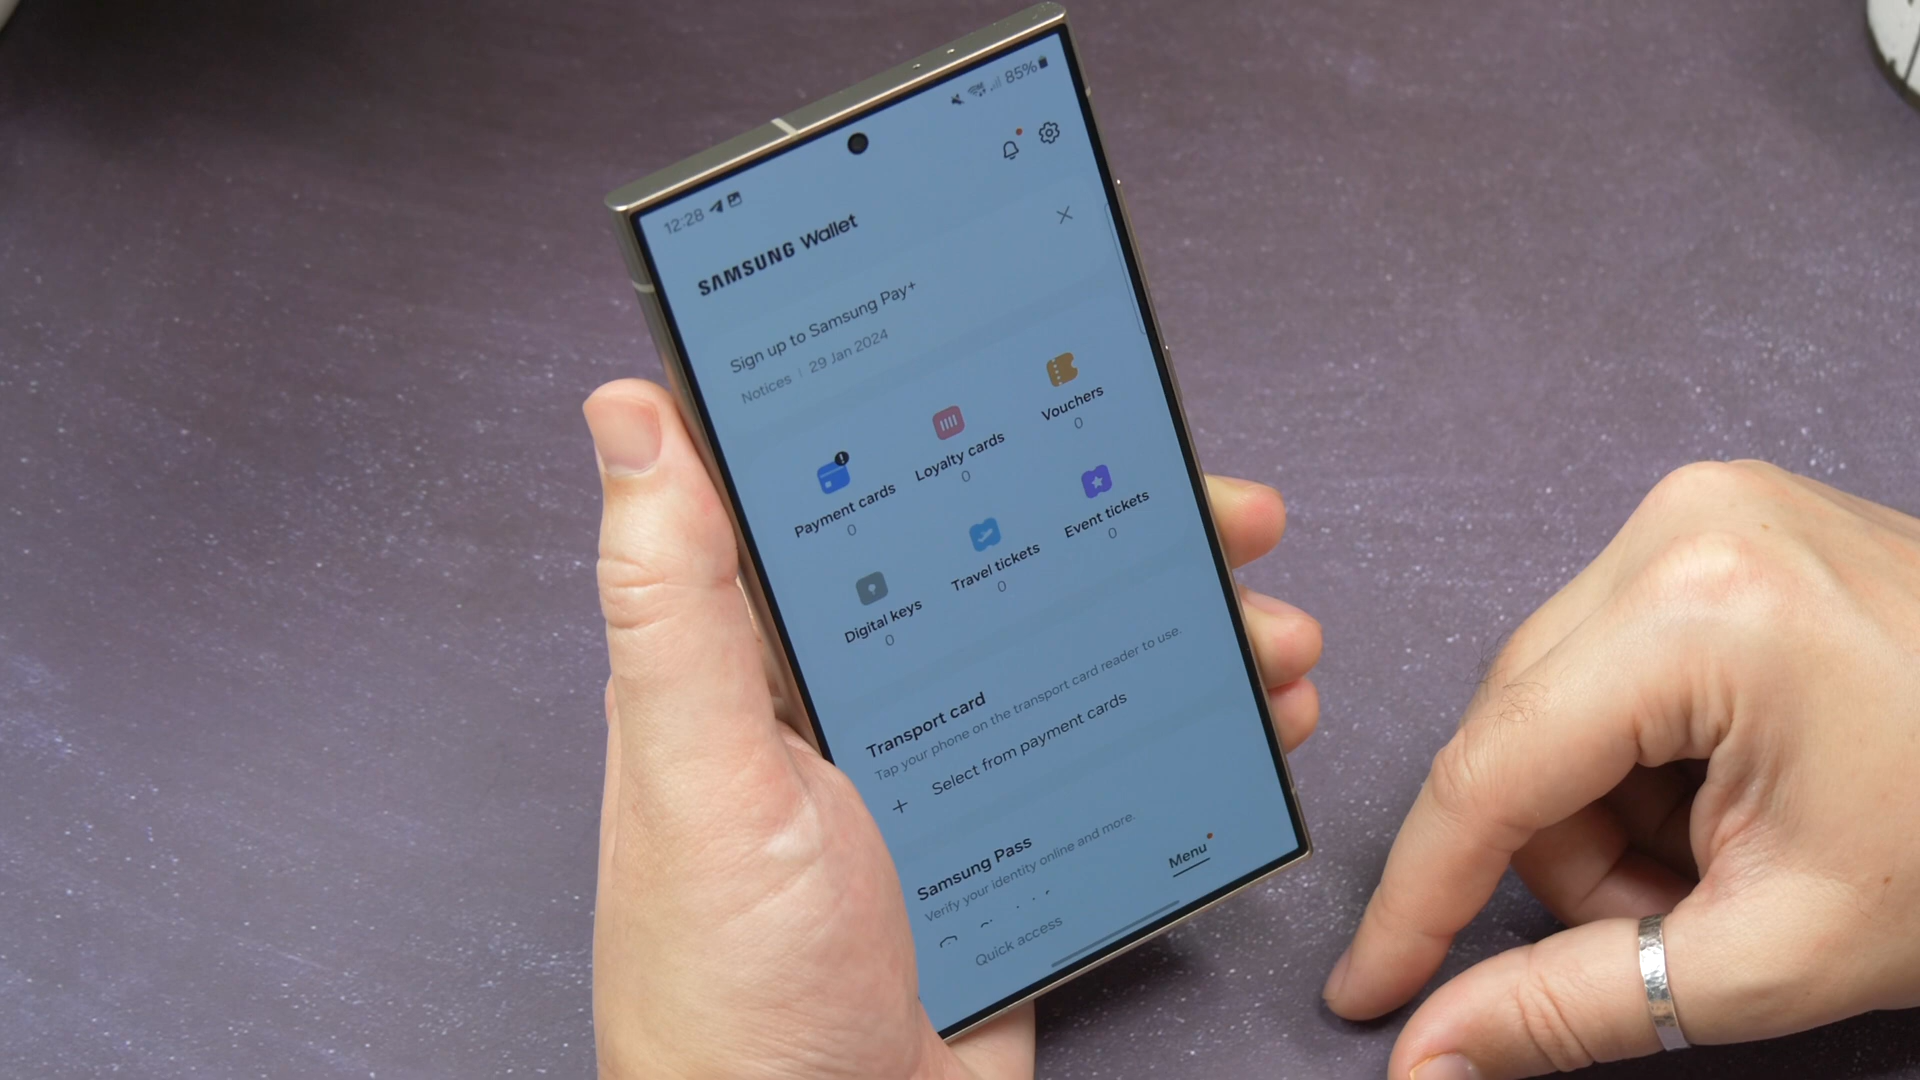 12:28
85%
SAMSUNG Wallet
Sign up to Samsung Pay+
Notices | 29 Jan 2024
Payment cards
0
Loyalty cards
0
Vouchers
0
Digital keys
0
Travel tickets
0
Event tickets
0
Transport card
Tap your phone on the transport card reader to use.
+ Select from payment cards
Samsung Pass
Verify your identity online and more.
Quick access
Menu